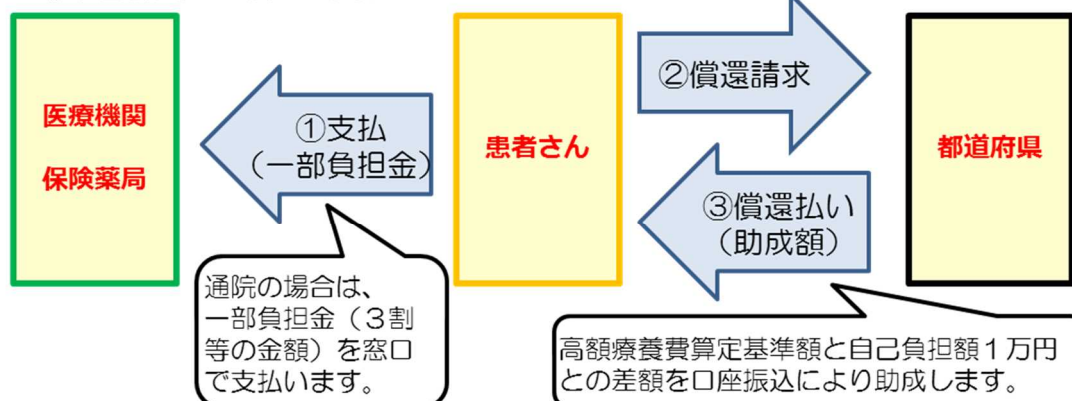 医療機関
保険薬局
①支払
（一部負担金）
患者さん
②償還請求
③償還払い
（助成額）
都道府県
通院の場合は、
一部負担金（３割
等の金額）を窓口
で支払います。
高額療養費算定基準額と自己負担額１万円
との差額を口座振込により助成します。